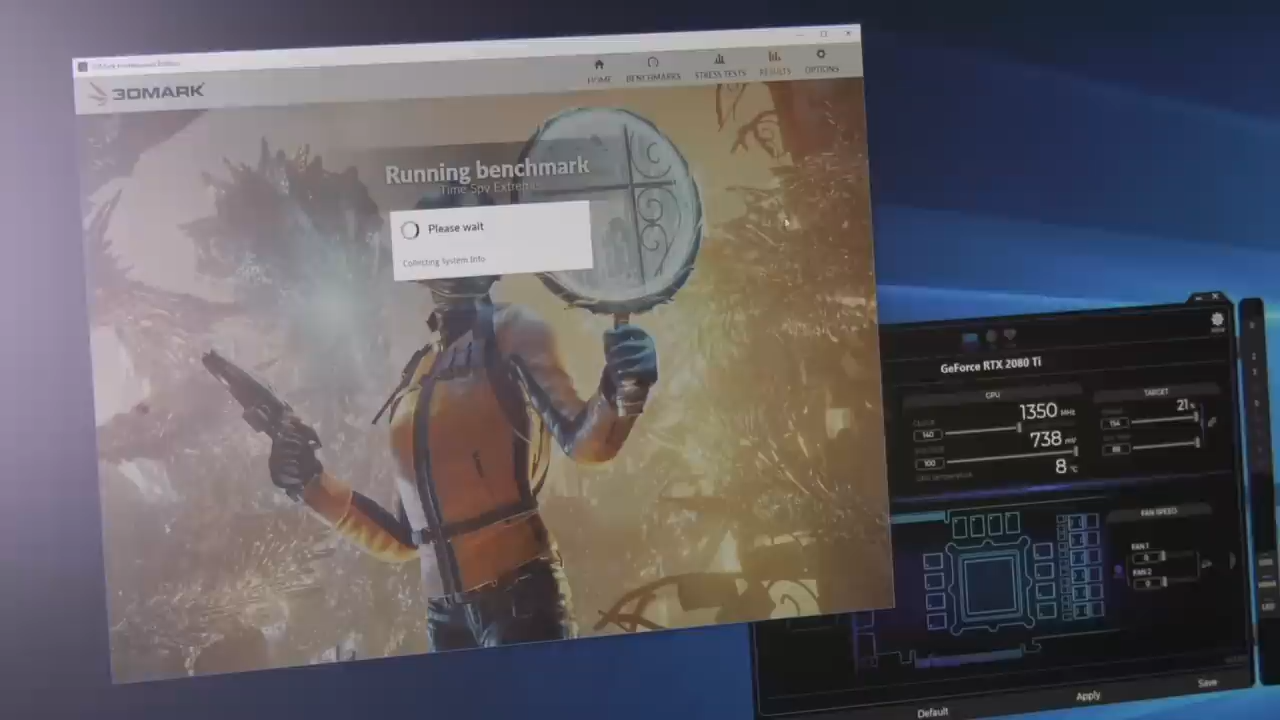 3DMARK
HOME
BENCHMARKS
STRESS TESTS
RESULTS
OPTIONS
Running benchmark
Time Spy Extreme
Please wait
Collecting System Info
GeForce RTX 2080 Ti
GPU
1350 MHz
140
738 mV
100
8 °C
TARGET
21 %
FAN SPEED
FAN 1
FAN 2
Default
Apply
Save